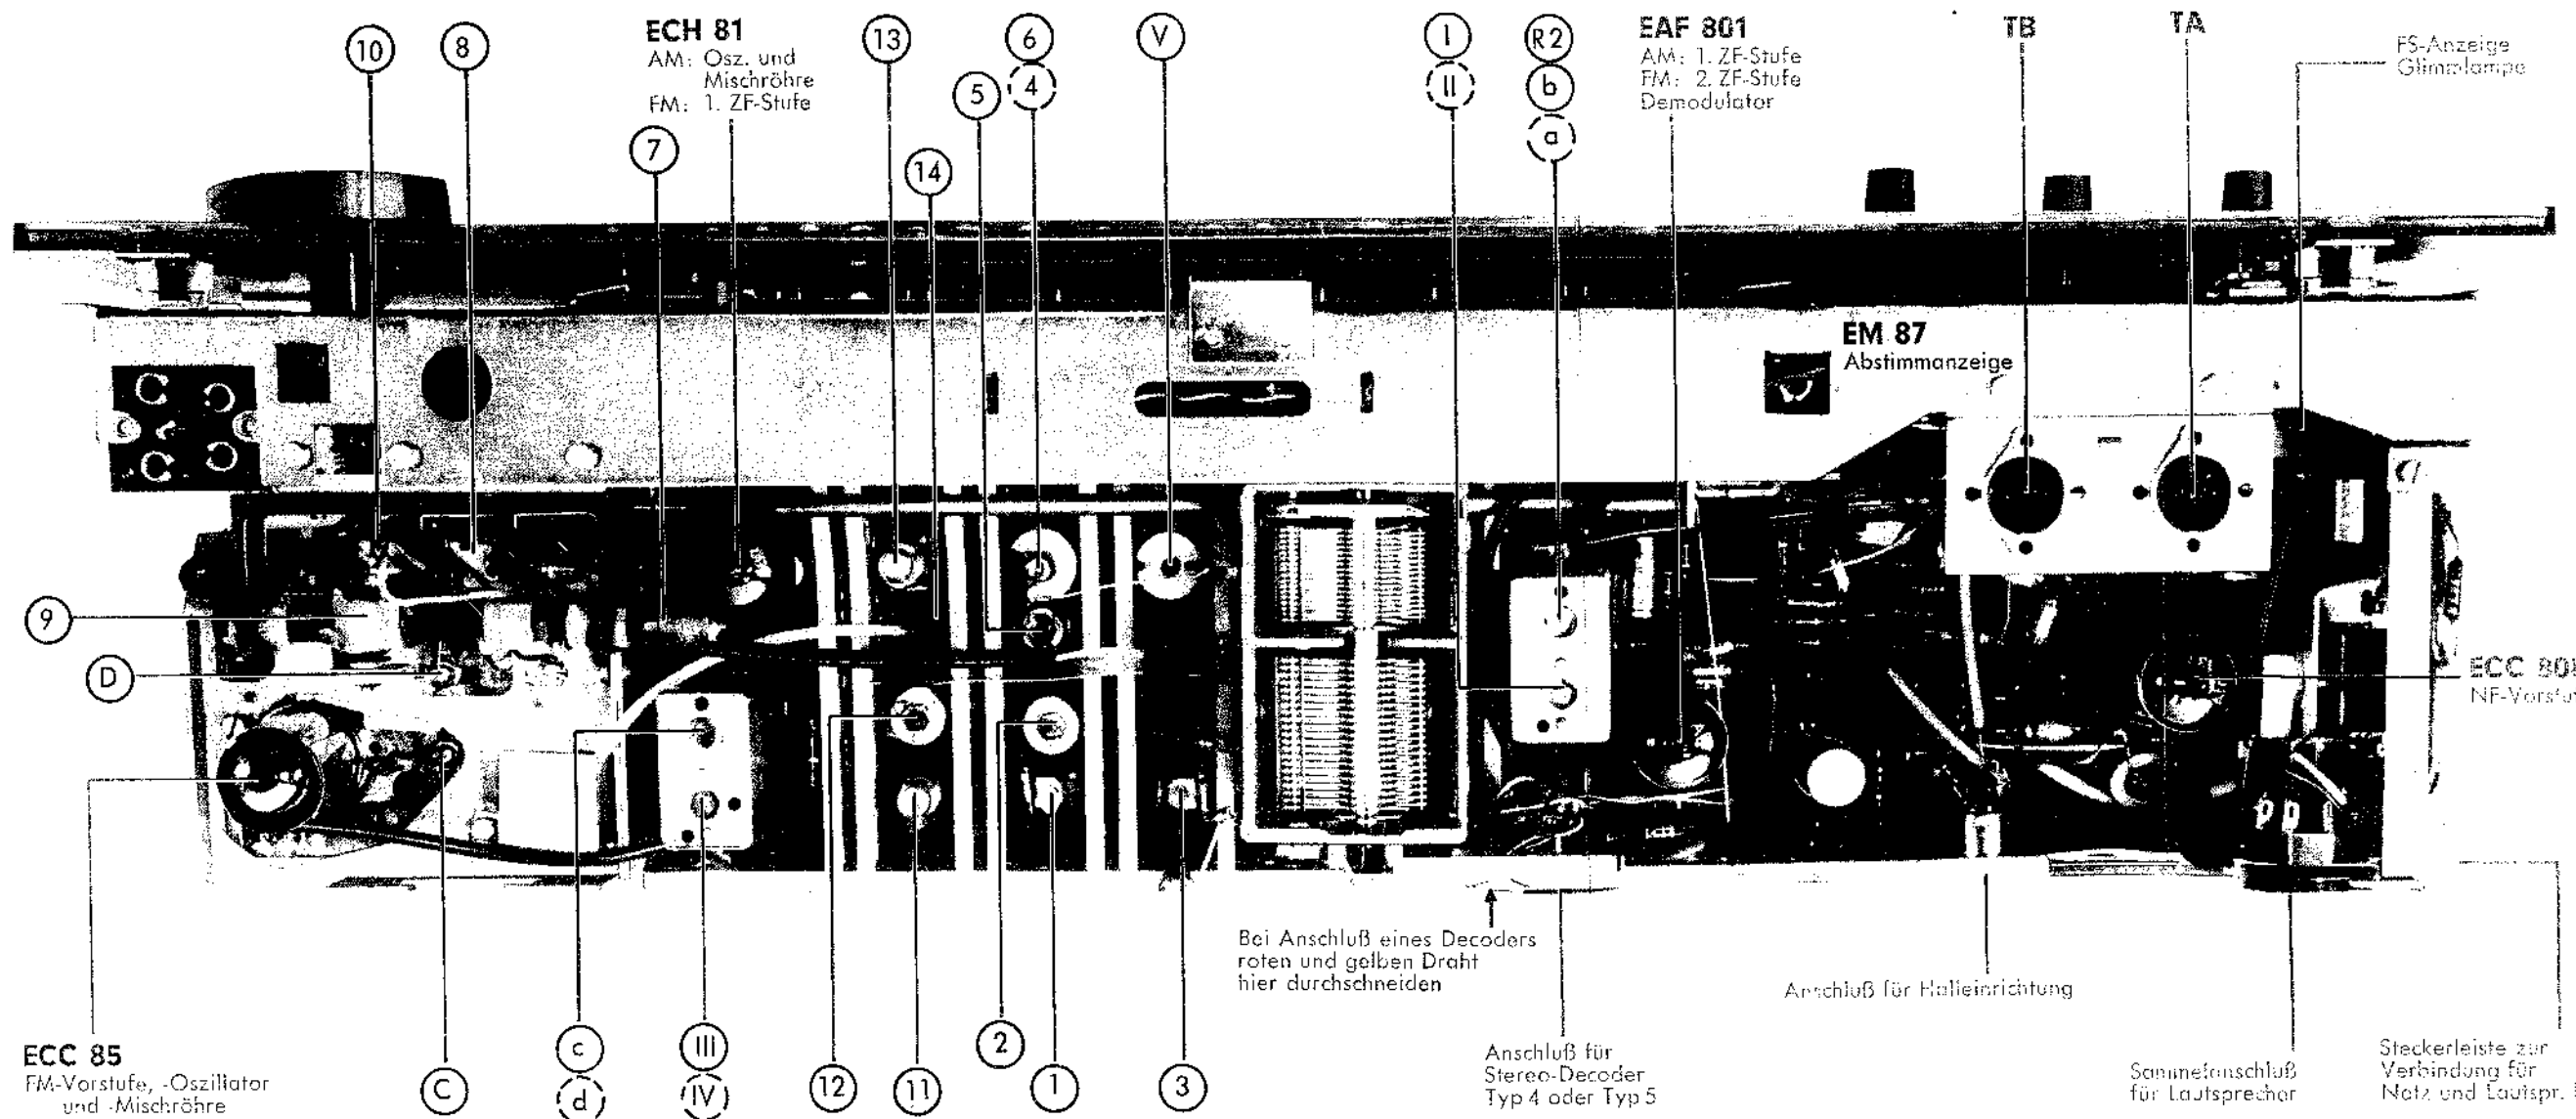 10
8
ECH 81
AM: Osz. und
Mischröhre
FM: 1. ZF-Stufe
13
6
4
5
V
I
II
R2
b
a
EAF 801
AM: 1. ZF-Stufe
FM: 2. ZF-Stufe
Demodulator
TB
TA
FS-Anzeige
Glimmlampe
7
14
EM 87
Abstimmanzeige
9
D
ECC 808
NF-Vorstu
Bei Anschluß eines Decoders
roten und gelben Draht
hier durchschneiden
Anschluß für Halleinrichtung
ECC 85
FM-Vorstufe, -Oszillator
und -Mischröhre
C
c
d
III
IV
12
11
2
1
3
Anschluß für
Stereo-Decoder
Typ 4 oder Typ 5
Sammelanschluß
für Lautsprecher
Steckerleiste zur
Verbindung für
Netz und Lautspr.